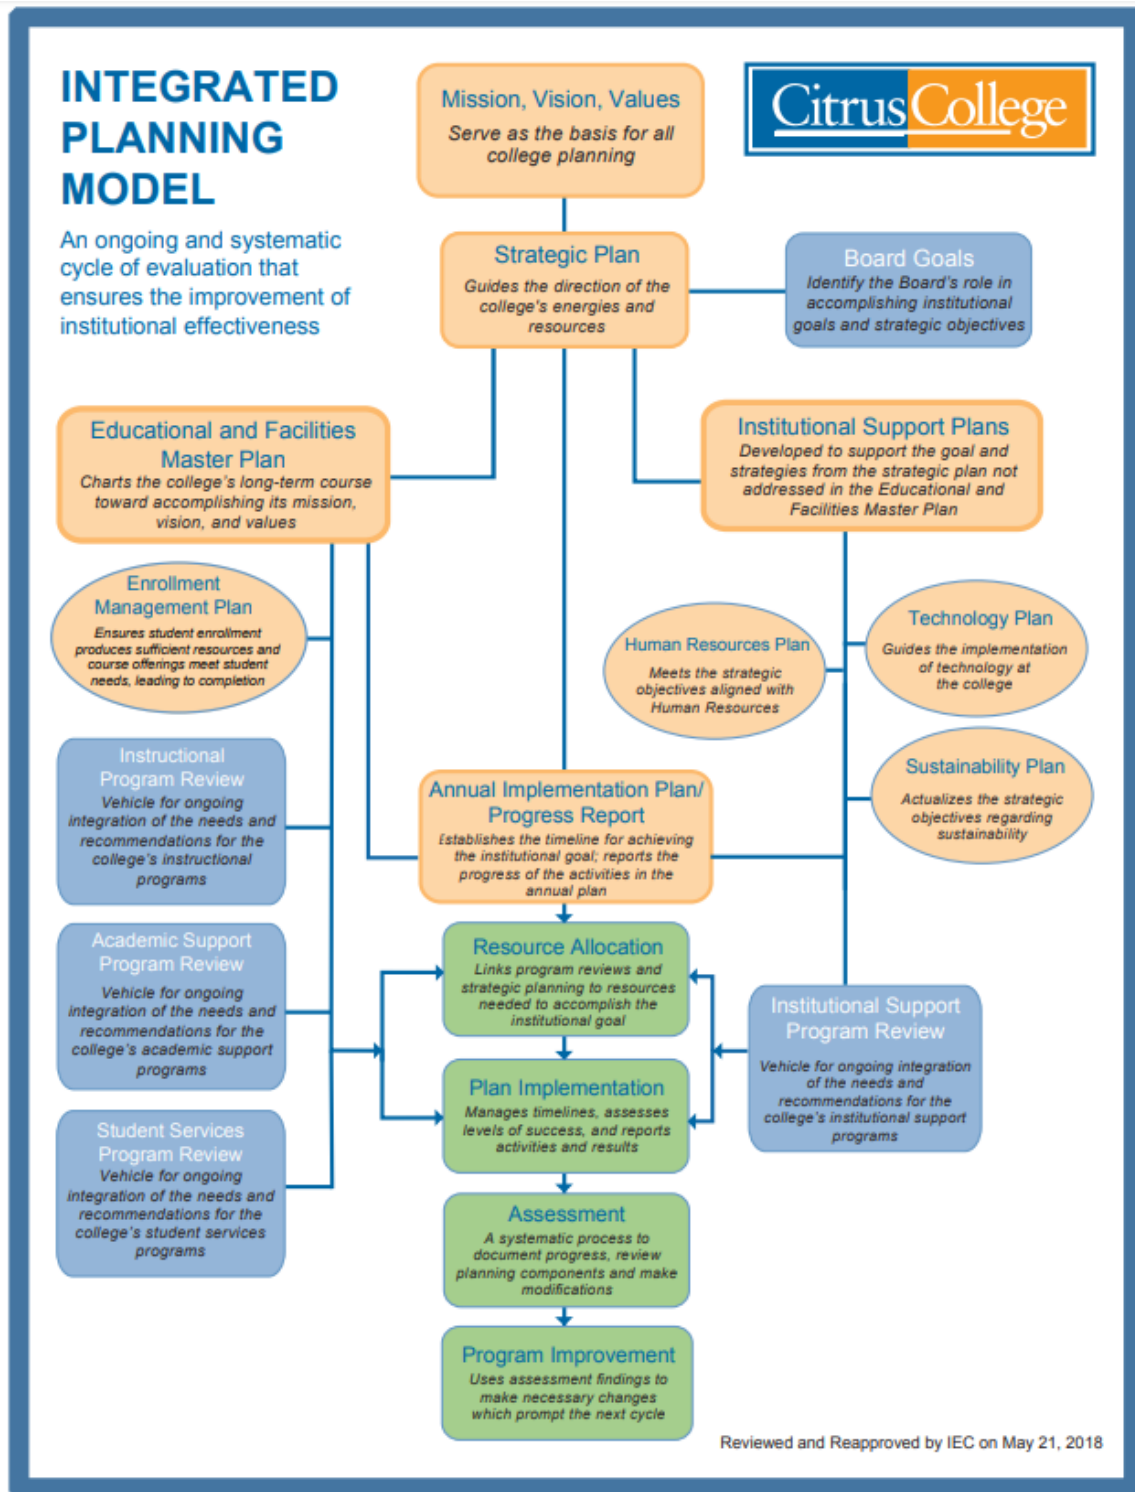 INTEGRATED
PLANNING
MODEL
An ongoing and systematic
cycle of evaluation that
ensures the improvement of
institutional effectiveness
Mission, Vision, Values
Serve as the basis for all
college planning
Citrus College
Strategic Plan
Guides the direction of the
college's energies and
resources
Board Goals
Identify the Board's role in
accomplishing institutional
goals and strategic objectives
Educational and Facilities
Master Plan
Charts the college's long-term course
toward accomplishing its mission,
vision, and values
Institutional Support Plans
Developed to support the goal and
strategies from the strategic plan not
addressed in the Educational and
Facilities Master Plan
Enrollment
Management Plan
Ensures student enrollment
produces sufficient resources and
course offerings meet student
needs, leading to completion
Human Resources Plan
Meets the strategic
objectives aligned with
Human Resources
Technology Plan
Guides the implementation
of technology at
the college
Sustainability Plan
Actualizes the strategic
objectives regarding
sustainability
Instructional
Program Review
Vehicle for ongoing
integration of the needs and
recommendations for the
college's instructional
programs
Annual Implementation Plan/
Progress Report
Establishes the timeline for achieving
the institutional goal; reports the
progress of the activities in the
annual plan
Academic Support
Program Review
Vehicle for ongoing
integration of the needs and
recommendations for the
college's academic support
programs
Resource Allocation
Links program reviews and
strategic planning to resources
needed to accomplish the
institutional goal
Institutional Support
Program Review
Vehicle for ongoing integration
of the needs and
recommendations for the
college's institutional support
programs
Plan Implementation
Manages timelines, assesses
levels of success, and reports
activities and results
Student Services
Program Review
Vehicle for ongoing
integration of the needs and
recommendations for the
college's student services
programs
Assessment
A systematic process to
document progress, review
planning components and make
modifications
Program Improvement
Uses assessment findings to
make necessary changes
which prompt the next cycle
Reviewed and Reapproved by IEC on May 21, 2018